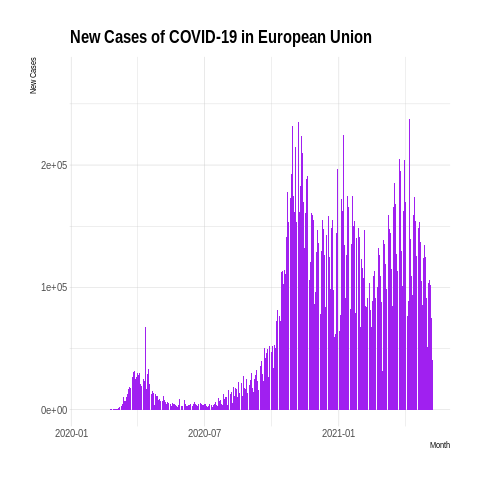 New Cases of COVID-19 in European Union
New Cases
2e+05
1e+05
0e+00
2020-01 2020-07 2021-01
Month